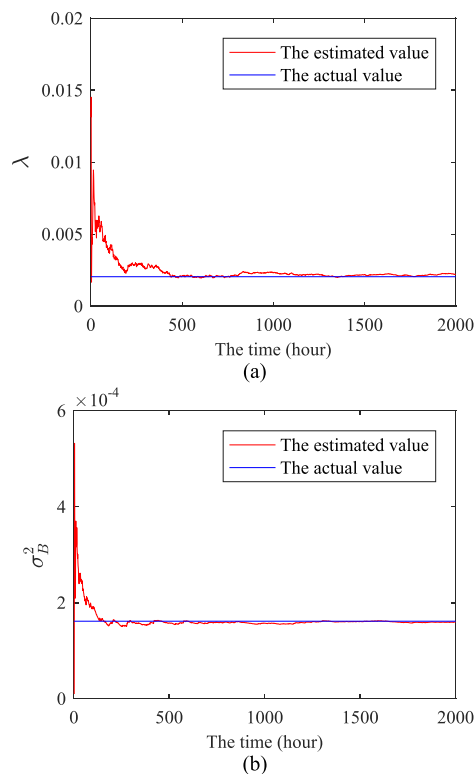 0.02
0.015
0.01
0.005
0
λ
The estimated value
The actual value
0 500 1000 1500 2000
The time (hour)
(a)
×10⁻⁴
6
4
2
0
σ²_B
The estimated value
The actual value
0 500 1000 1500 2000
The time (hour)
(b)